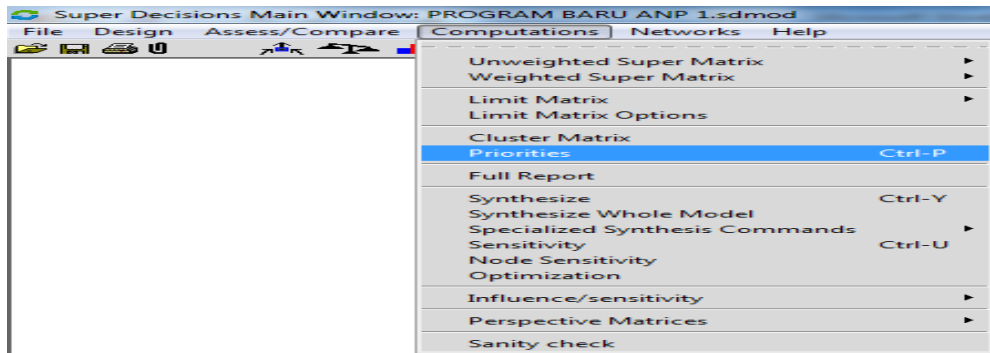 Super Decisions Main Window: PROGRAM BARU ANP 1.sdmod
File Design Assess/Compare Computations Networks Help
Unweighted Super Matrix
Weighted Super Matrix
Limit Matrix
Limit Matrix Options
Cluster Matrix
Priorities Ctrl-P
Full Report
Synthesize Ctrl-Y
Synthesize Whole Model
Specialized Synthesis Commands
Sensitivity Ctrl-U
Node Sensitivity
Optimization
Influence/sensitivity
Perspective Matrices
Sanity check